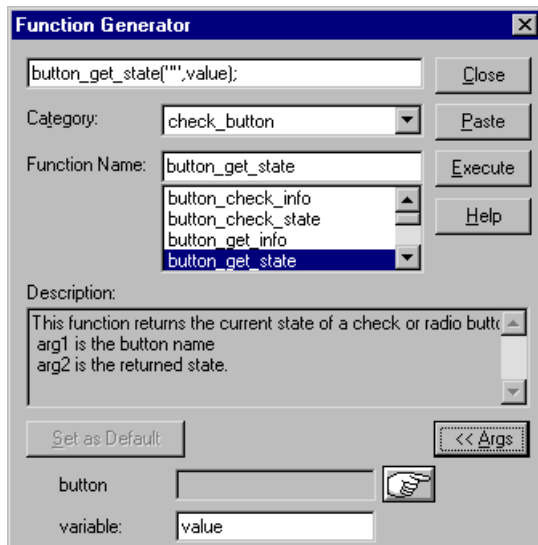 Function Generator
button_get_state("",value);
Close
Category:
check_button
Paste
Function Name:
button_get_state
Execute
button_check_info
button_check_state
button_get_info
button_get_state
Help
Description:
This function returns the current state of a check or radio butt
arg1 is the button name
arg2 is the returned state.
Set as Default
<< Args
button
variable:
value